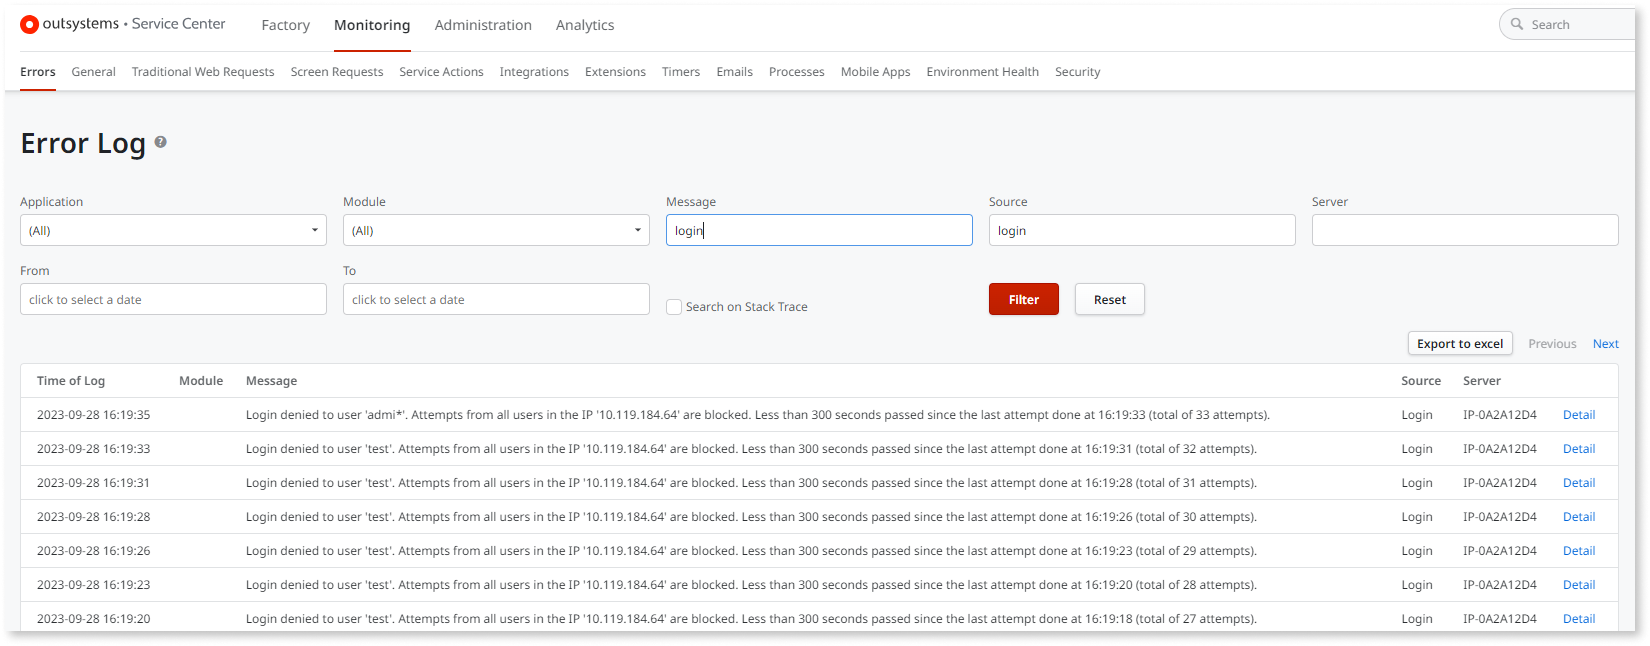 outsystems • Service Center Factory Monitoring Administration Analytics Search
Errors General Traditional Web Requests Screen Requests Service Actions Integrations Extensions Timers Emails Processes Mobile Apps Environment Health Security
Error Log ?
Application Module Message Source Server
(All) (All) login login
From To
click to select a date click to select a date Search on Stack Trace Filter Reset
Export to excel Previous Next
Time of Log Module Message Source Server
2023-09-28 16:19:35 Login denied to user 'admi*'. Attempts from all users in the IP '10.119.184.64' are blocked. Less than 300 seconds passed since the last attempt done at 16:19:33 (total of 33 attempts). Login IP-0A2A12D4 Detail
2023-09-28 16:19:33 Login denied to user 'test'. Attempts from all users in the IP '10.119.184.64' are blocked. Less than 300 seconds passed since the last attempt done at 16:19:31 (total of 32 attempts). Login IP-0A2A12D4 Detail
2023-09-28 16:19:31 Login denied to user 'test'. Attempts from all users in the IP '10.119.184.64' are blocked. Less than 300 seconds passed since the last attempt done at 16:19:28 (total of 31 attempts). Login IP-0A2A12D4 Detail
2023-09-28 16:19:28 Login denied to user 'test'. Attempts from all users in the IP '10.119.184.64' are blocked. Less than 300 seconds passed since the last attempt done at 16:19:26 (total of 30 attempts). Login IP-0A2A12D4 Detail
2023-09-28 16:19:26 Login denied to user 'test'. Attempts from all users in the IP '10.119.184.64' are blocked. Less than 300 seconds passed since the last attempt done at 16:19:23 (total of 29 attempts). Login IP-0A2A12D4 Detail
2023-09-28 16:19:23 Login denied to user 'test'. Attempts from all users in the IP '10.119.184.64' are blocked. Less than 300 seconds passed since the last attempt done at 16:19:20 (total of 28 attempts). Login IP-0A2A12D4 Detail
2023-09-28 16:19:20 Login denied to user 'test'. Attempts from all users in the IP '10.119.184.64' are blocked. Less than 300 seconds passed since the last attempt done at 16:19:18 (total of 27 attempts). Login IP-0A2A12D4 Detail